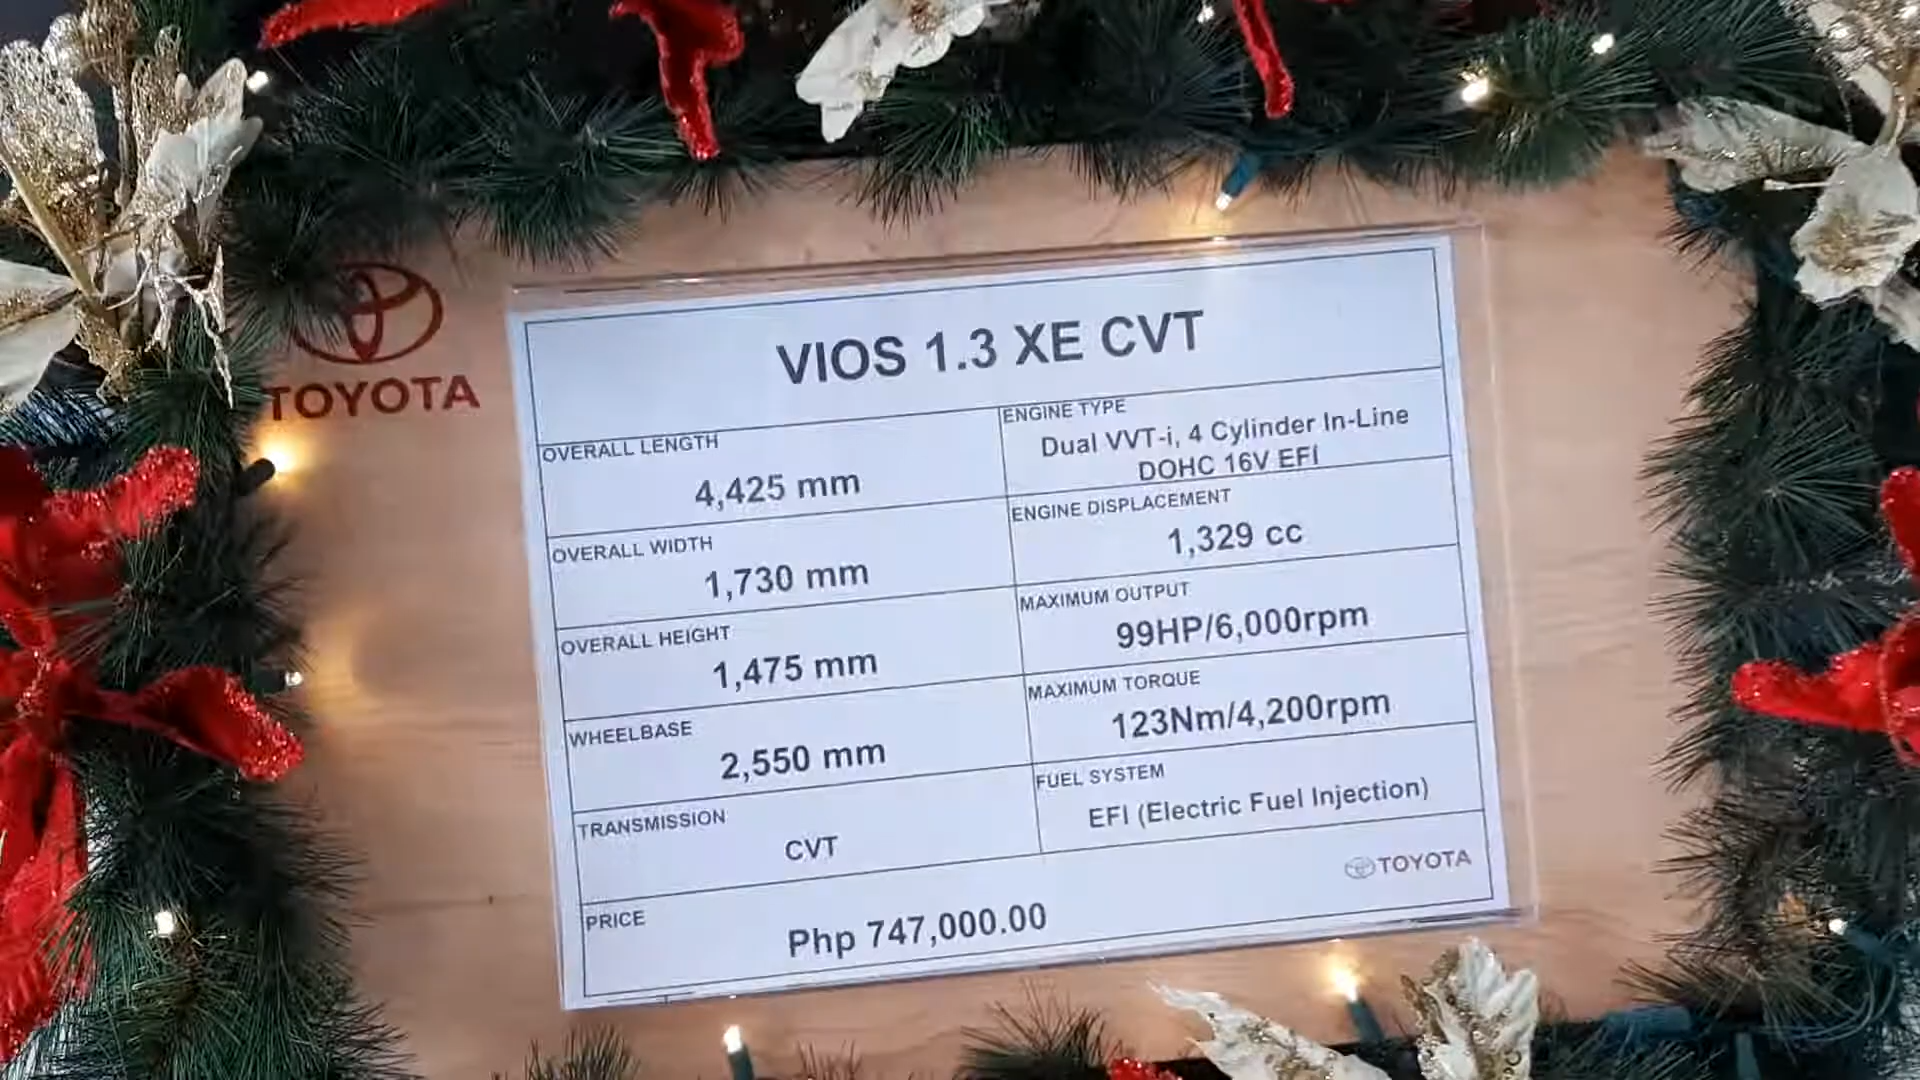 TOYOTA
VIOS 1.3 XE CVT
OVERALL LENGTH
4,425 mm
ENGINE TYPE
Dual VVT-i, 4 Cylinder In-Line
DOHC 16V EFI
OVERALL WIDTH
1,730 mm
ENGINE DISPLACEMENT
1,329 cc
OVERALL HEIGHT
1,475 mm
MAXIMUM OUTPUT
99HP/6,000rpm
WHEELBASE
2,550 mm
MAXIMUM TORQUE
123Nm/4,200rpm
TRANSMISSION
CVT
FUEL SYSTEM
EFI (Electric Fuel Injection)
PRICE
Php 747,000.00
TOYOTA